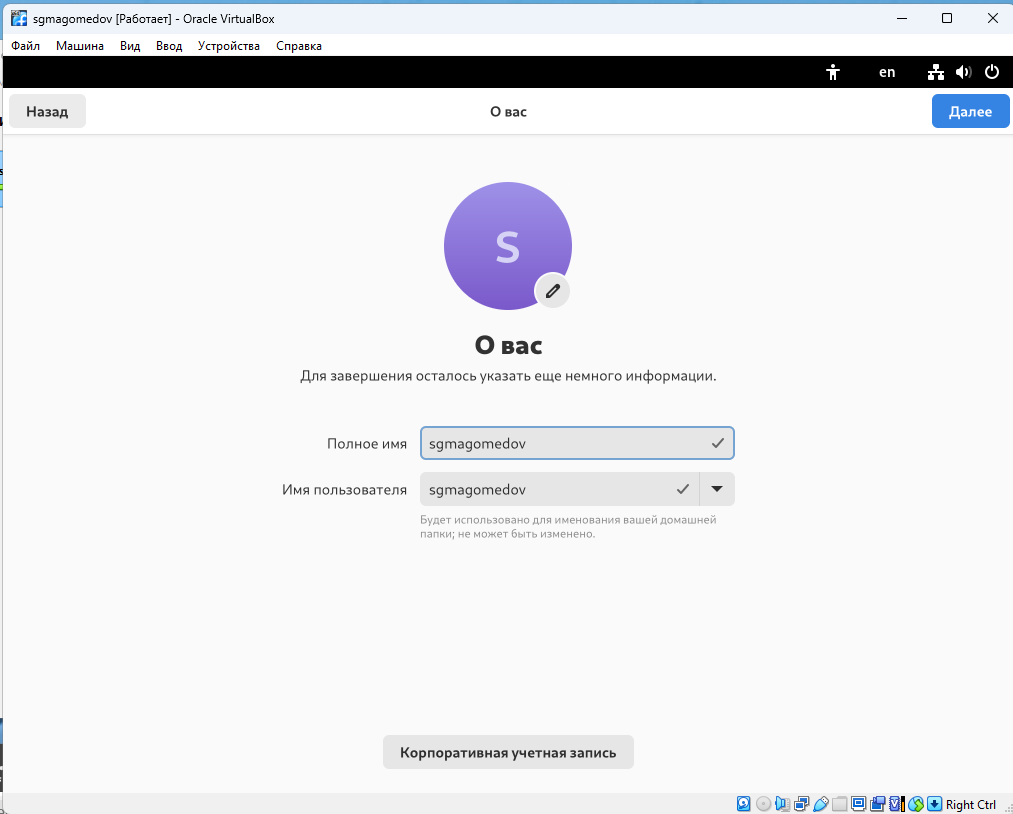 sgmagomedov [Работает] - Oracle VirtualBox
Файл Машина Вид Ввод Устройства Справка
en
Назад О вас Далее
S
О вас
Для завершения осталось указать еще немного информации.
Полное имя sgmagomedov
Имя пользователя sgmagomedov
Будет использовано для именования вашей домашней
папки; не может быть изменено.
Корпоративная учетная запись
Right Ctrl